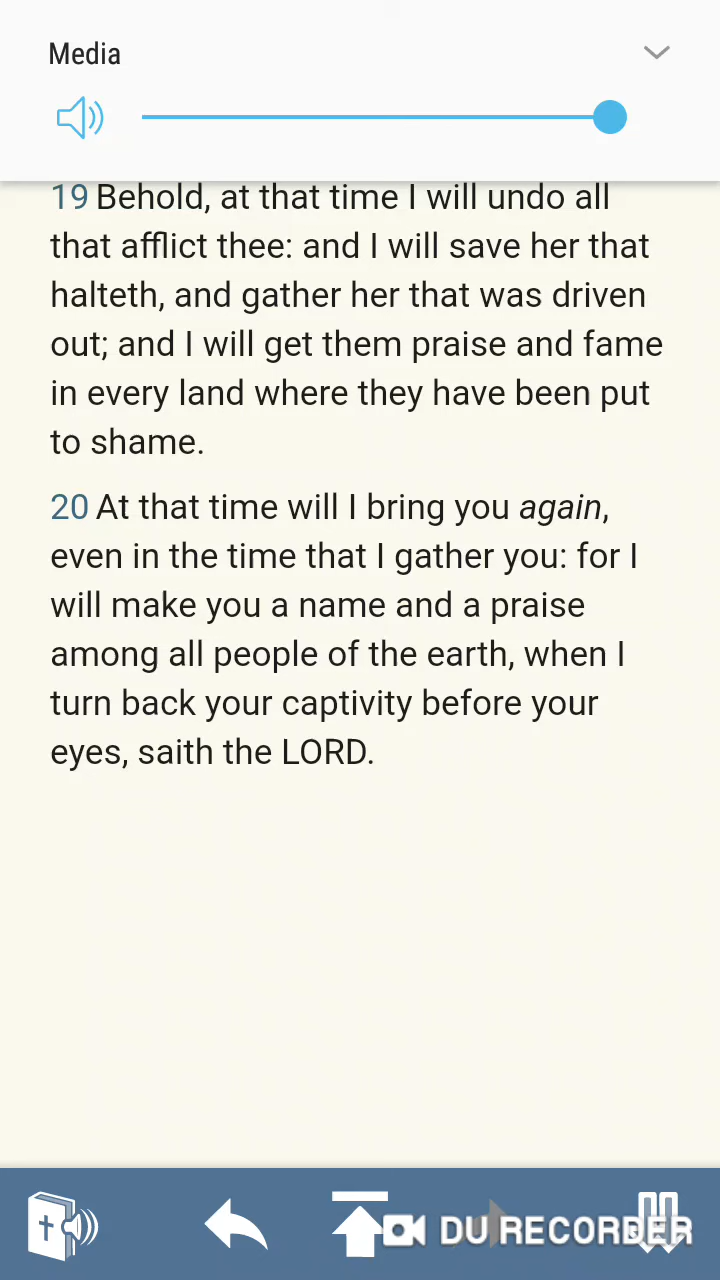 Media
19 Behold, at that time I will undo all
that afflict thee: and I will save her that
halteth, and gather her that was driven
out; and I will get them praise and fame
in every land where they have been put
to shame.
20 At that time will I bring you again,
even in the time that I gather you: for I
will make you a name and a praise
among all people of the earth, when I
turn back your captivity before your
eyes, saith the LORD.
DU RECORDER